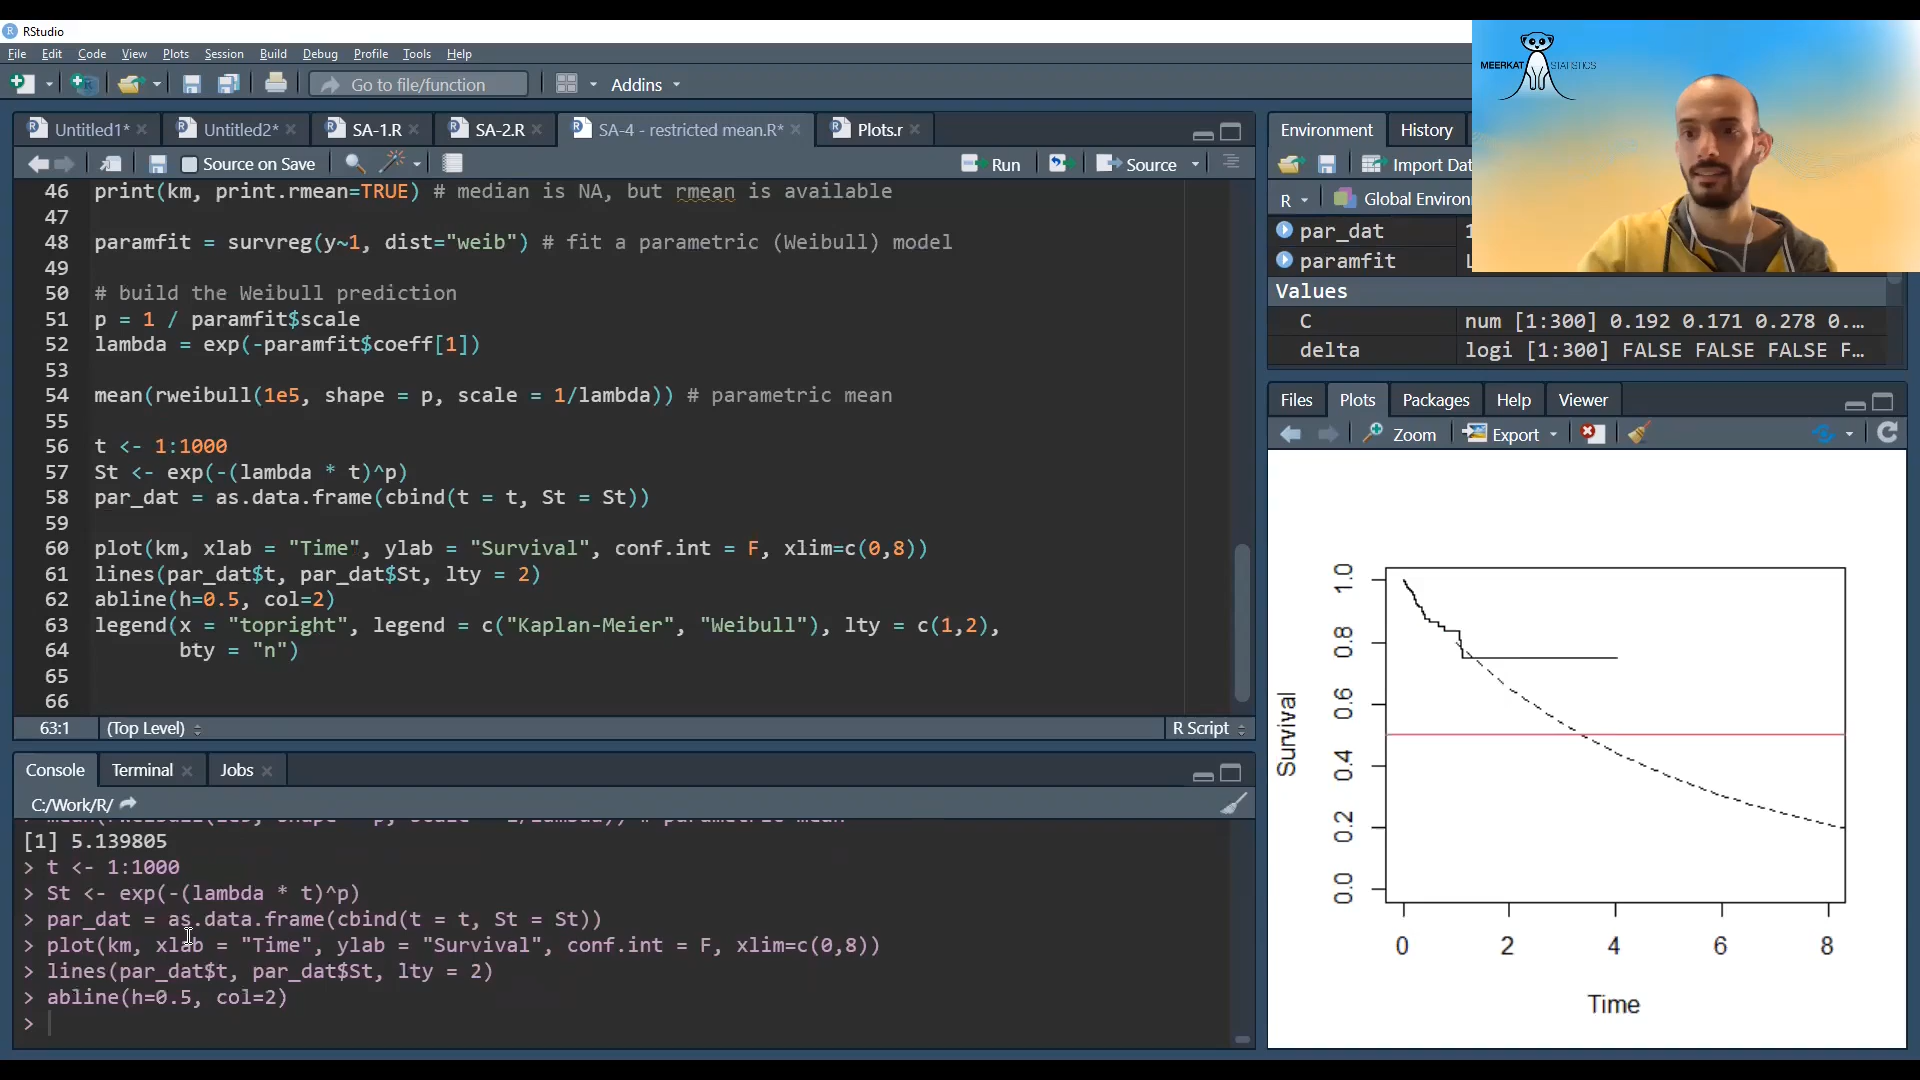 RStudio
File Edit Code View Plots Session Build Debug Profile Tools Help
Go to file/function Addins
MEERKAT STATISTICS
Untitled1* Untitled2* SA-1.R SA-2.R SA-4 - restricted mean.R* Plots.r
Source on Save Run Source
46 print(km, print.rmean=TRUE) # median is NA, but rmean is available
47
48 paramfit = survreg(y~1, dist="weib") # fit a parametric (Weibull) model
49
50 # build the Weibull prediction
51 p = 1 / paramfit$scale
52 lambda = exp(-paramfit$coeff[1])
53
54 mean(rweibull(1e5, shape = p, scale = 1/lambda)) # parametric mean
55
56 t <- 1:1000
57 St <- exp(-(lambda * t)^p)
58 par_dat = as.data.frame(cbind(t = t, St = St))
59
60 plot(km, xlab = "Time", ylab = "Survival", conf.int = F, xlim=c(0,8))
61 lines(par_dat$t, par_dat$St, lty = 2)
62 abline(h=0.5, col=2)
63 legend(x = "topright", legend = c("Kaplan-Meier", "Weibull"), lty = c(1,2),
64 bty = "n")
65
66
63:1 (Top Level) R Script
Console Terminal Jobs
C:/Work/R/
[1] 5.139805
> t <- 1:1000
> St <- exp(-(lambda * t)^p)
> par_dat = as.data.frame(cbind(t = t, St = St))
> plot(km, xlab = "Time", ylab = "Survival", conf.int = F, xlim=c(0,8))
> lines(par_dat$t, par_dat$St, lty = 2)
> abline(h=0.5, col=2)
>
Environment History
Import Dat
R Global Environ
par_dat 1
paramfit L
Values
C num [1:300] 0.192 0.171 0.278 0.…
delta logi [1:300] FALSE FALSE FALSE F…
Files Plots Packages Help Viewer
Zoom Export
Survival
1.0
0.8
0.6
0.4
0.2
0.0
0 2 4 6 8
Time